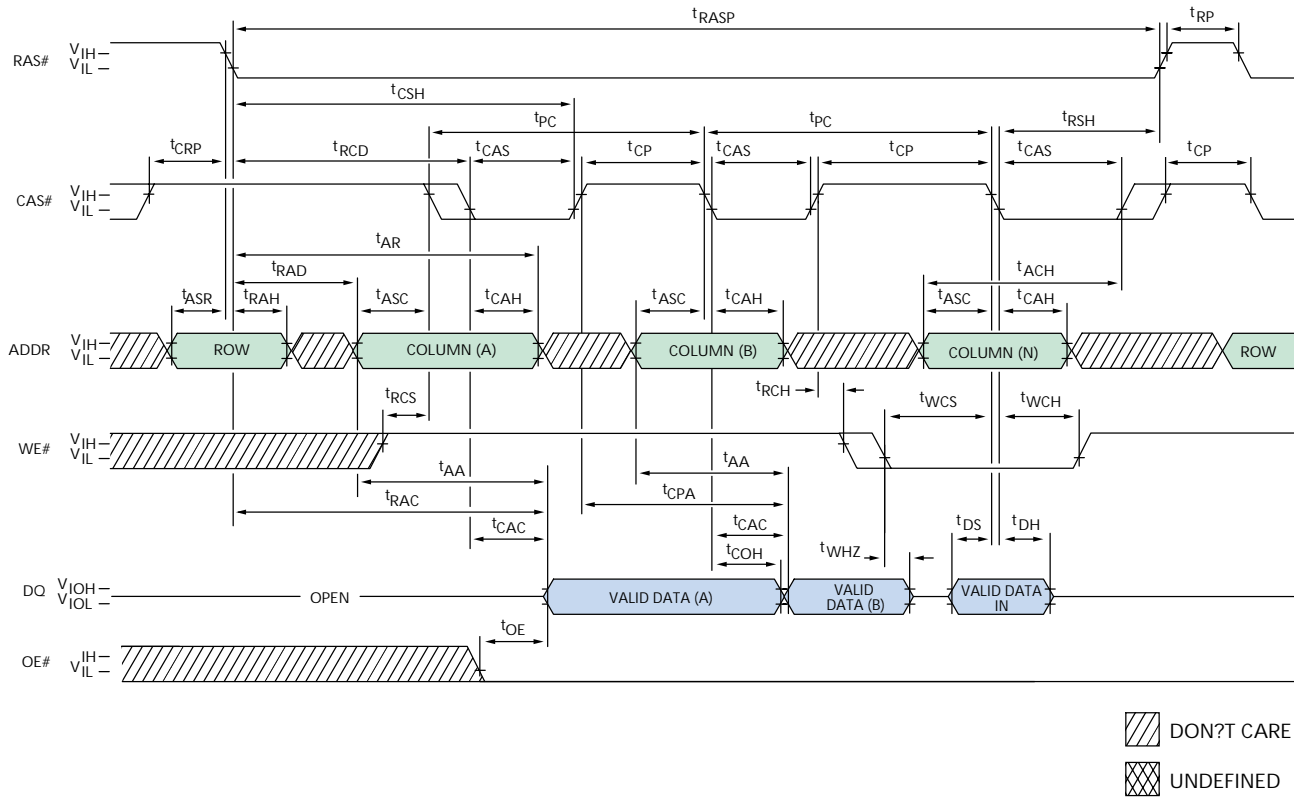 tRASP tRP
RAS# VIH
VIL
tCSH
tPC tPC tRSH
tCRP tRCD tCAS tCP tCAS tCP tCAS tCP
CAS# VIH
VIL
tAR
tRAD tACH
tASR tRAH tASC tCAH tASC tCAH tASC tCAH
ADDR VIH
VIL
ROW COLUMN (A) COLUMN (B) COLUMN (N) ROW
tRCS tRCH tWCS tWCH
WE# VIH
VIL
tAA tAA
tRAC tCPA
tCAC tCAC tDS tDH
tCOH tWHZ
DQ VIOH
VIOL
OPEN VALID DATA (A) VALID
DATA (B) VALID DATA
IN
tOE
OE# VIH
VIL
DON?T CARE
UNDEFINED